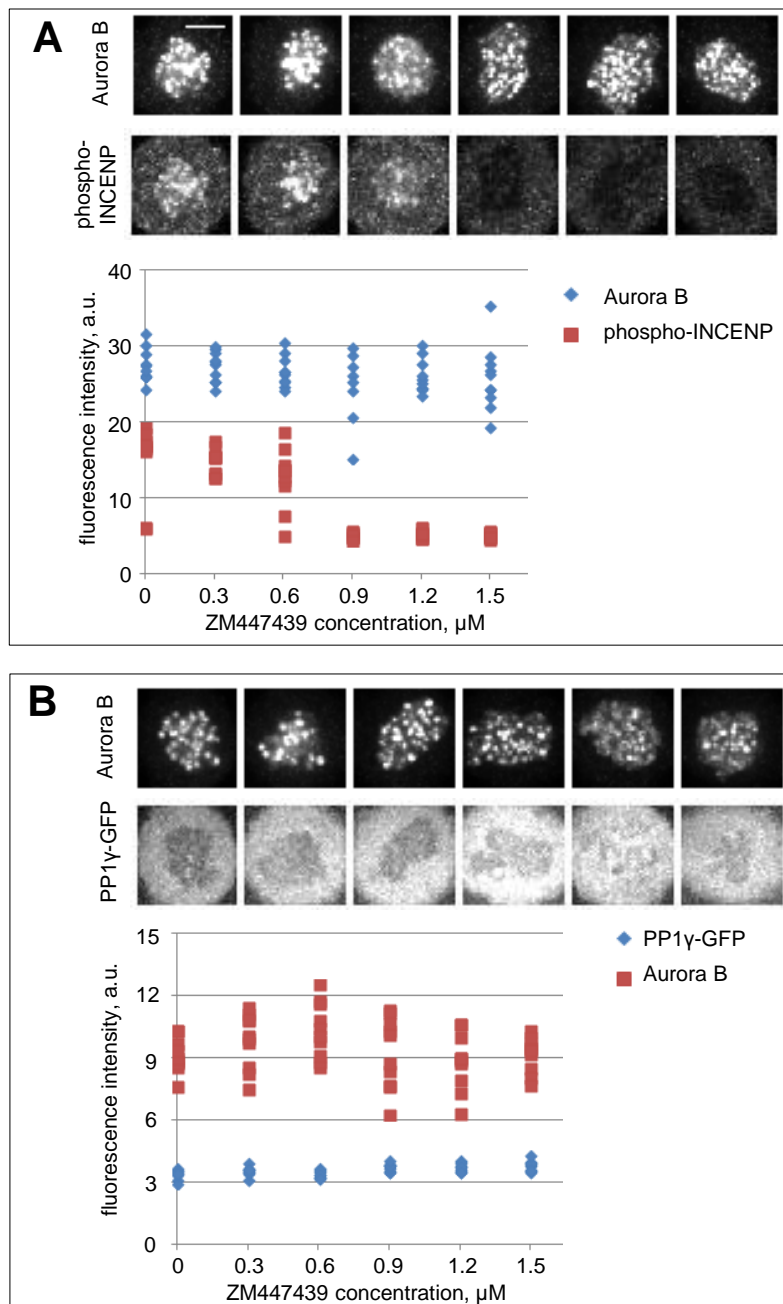 A
Aurora B
phospho-
INCENP
fluorescence intensity, a.u.
40
30
20
10
0
0 0.3 0.6 0.9 1.2 1.5
ZM447439 concentration, µM
Aurora B
phospho-INCENP
B
Aurora B
PP1γ-GFP
fluorescence intensity, a.u.
15
12
9
6
3
0
0 0.3 0.6 0.9 1.2 1.5
ZM447439 concentration, µM
PP1γ-GFP
Aurora B